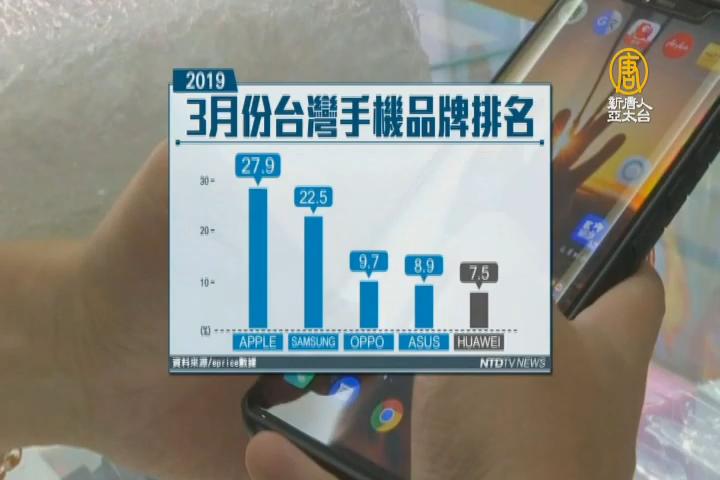 唐
新唐人
亞太台
2019
3月份台灣手機品牌排名
27.9
22.5
9.7
8.9
7.5
30
20
10
(%)
APPLE
SAMSUNG
OPPO
ASUS
HUAWEI
資料來源/eprice數據
NTDTV NEWS